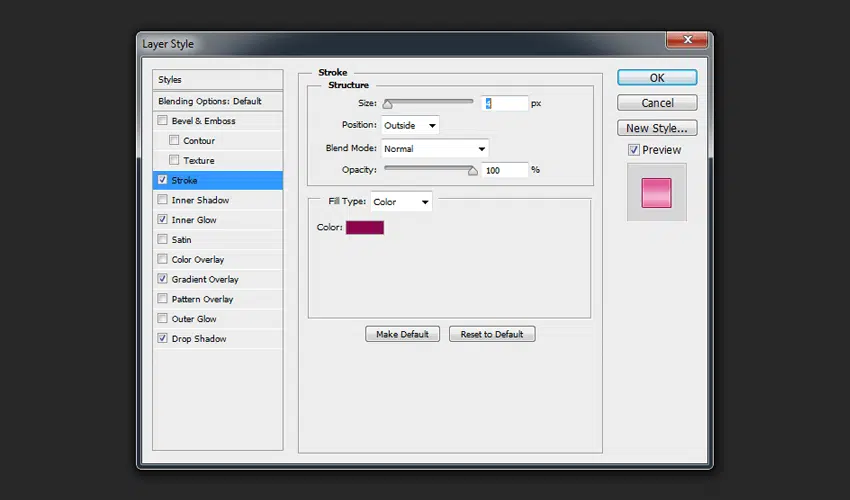 Layer Style
Styles
Blending Options: Default
Bevel & Emboss
Contour
Texture
Stroke
Inner Shadow
Inner Glow
Satin
Color Overlay
Gradient Overlay
Pattern Overlay
Outer Glow
Drop Shadow
Stroke
Structure
Size: 4 px
Position: Outside
Blend Mode: Normal
Opacity: 100 %
Fill Type: Color
Color:
Make Default Reset to Default
OK
Cancel
New Style...
Preview